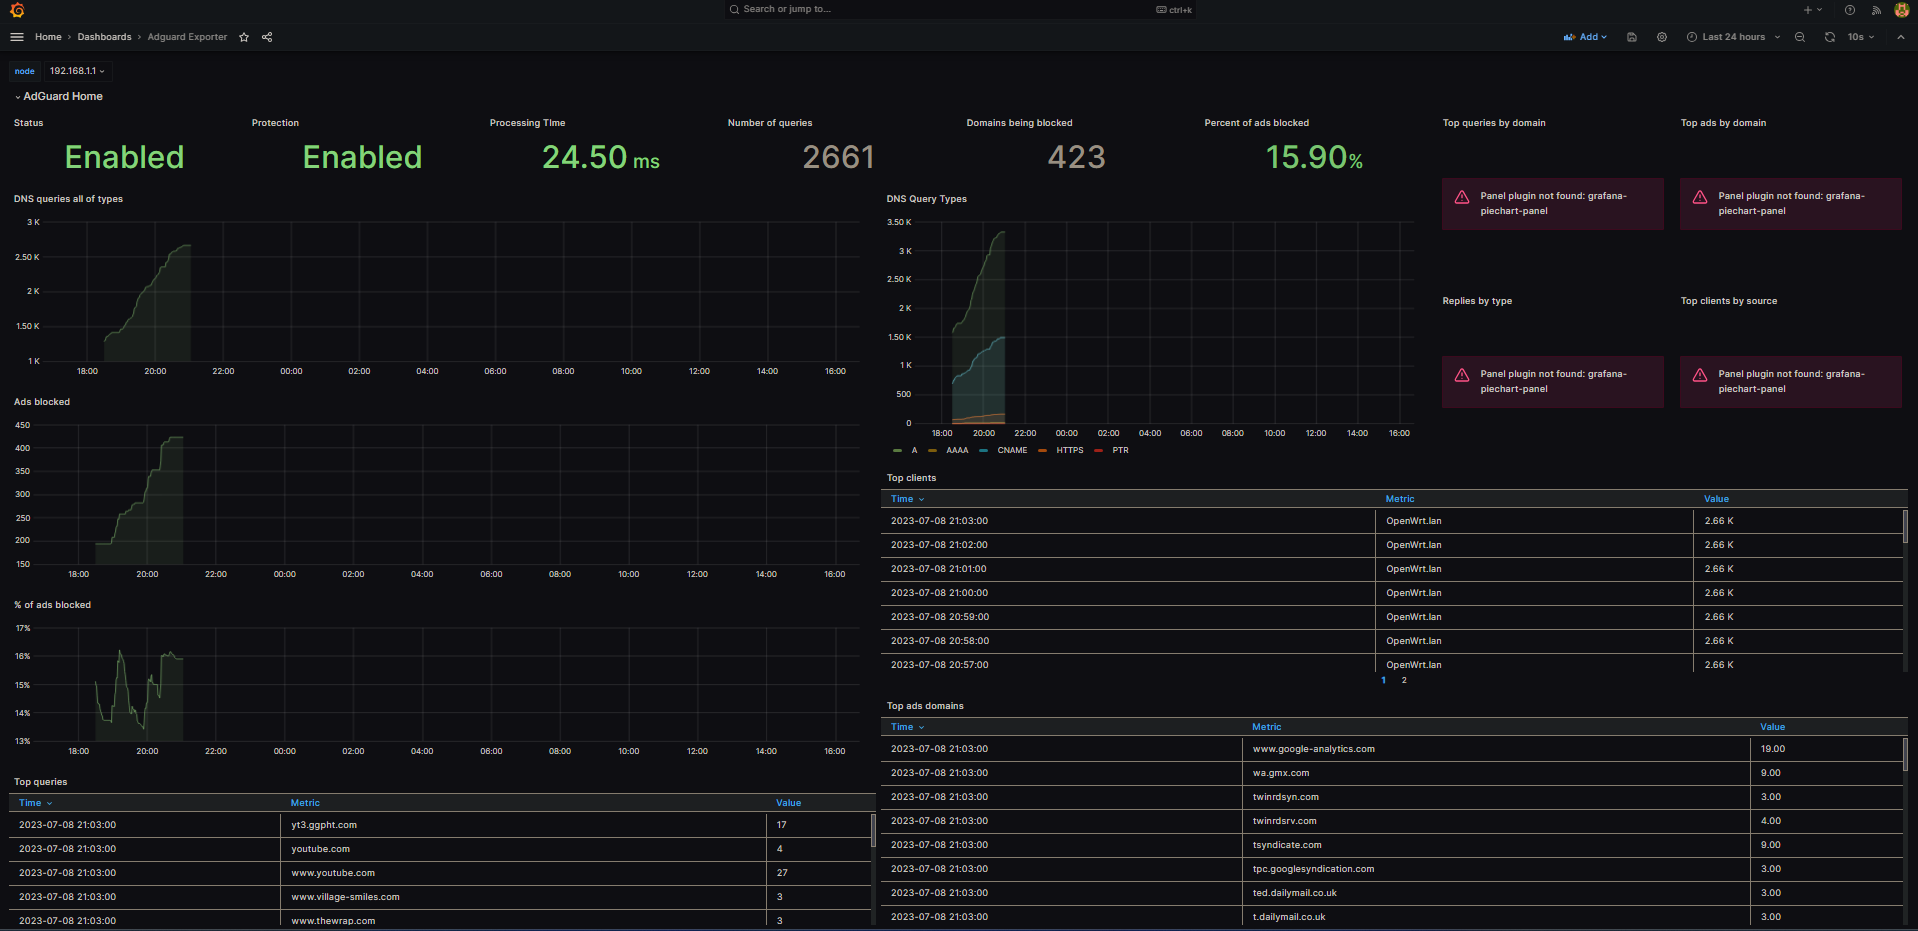 Search or jump to...
ctrl+k
Home › Dashboards › Adguard Exporter
Add
Last 24 hours
10s
node 192.168.1.1
AdGuard Home
Status
Enabled
Protection
Enabled
Processing TIme
24.50 ms
Number of queries
2661
Domains being blocked
423
Percent of ads blocked
15.90%
Top queries by domain
Panel plugin not found: grafana-
piechart-panel
Top ads by domain
Panel plugin not found: grafana-
piechart-panel
DNS queries all of types
3 K
2.50 K
2 K
1.50 K
1 K
18:00 20:00 22:00 00:00 02:00 04:00 06:00 08:00 10:00 12:00 14:00 16:00
DNS Query Types
3.50 K
3 K
2.50 K
2 K
1.50 K
1 K
500
0
18:00 20:00 22:00 00:00 02:00 04:00 06:00 08:00 10:00 12:00 14:00 16:00
A AAAA CNAME HTTPS PTR
Replies by type
Panel plugin not found: grafana-
piechart-panel
Top clients by source
Panel plugin not found: grafana-
piechart-panel
Ads blocked
450
400
350
300
250
200
150
18:00 20:00 22:00 00:00 02:00 04:00 06:00 08:00 10:00 12:00 14:00 16:00
% of ads blocked
17%
16%
15%
14%
13%
18:00 20:00 22:00 00:00 02:00 04:00 06:00 08:00 10:00 12:00 14:00 16:00
Top queries
Time Metric Value
2023-07-08 21:03:00 yt3.ggpht.com 17
2023-07-08 21:03:00 youtube.com 4
2023-07-08 21:03:00 www.youtube.com 27
2023-07-08 21:03:00 www.village-smiles.com 3
2023-07-08 21:03:00 www.thewrap.com 3
Top clients
Time Metric Value
2023-07-08 21:03:00 OpenWrt.lan 2.66 K
2023-07-08 21:02:00 OpenWrt.lan 2.66 K
2023-07-08 21:01:00 OpenWrt.lan 2.66 K
2023-07-08 21:00:00 OpenWrt.lan 2.66 K
2023-07-08 20:59:00 OpenWrt.lan 2.66 K
2023-07-08 20:58:00 OpenWrt.lan 2.66 K
2023-07-08 20:57:00 OpenWrt.lan 2.66 K
1 2
Top ads domains
Time Metric Value
2023-07-08 21:03:00 www.google-analytics.com 19.00
2023-07-08 21:03:00 wa.gmx.com 9.00
2023-07-08 21:03:00 twinrdsyn.com 3.00
2023-07-08 21:03:00 twinrdsrv.com 4.00
2023-07-08 21:03:00 tsyndicate.com 9.00
2023-07-08 21:03:00 tpc.googlesyndication.com 3.00
2023-07-08 21:03:00 ted.dailymail.co.uk 3.00
2023-07-08 21:03:00 t.dailymail.co.uk 3.00